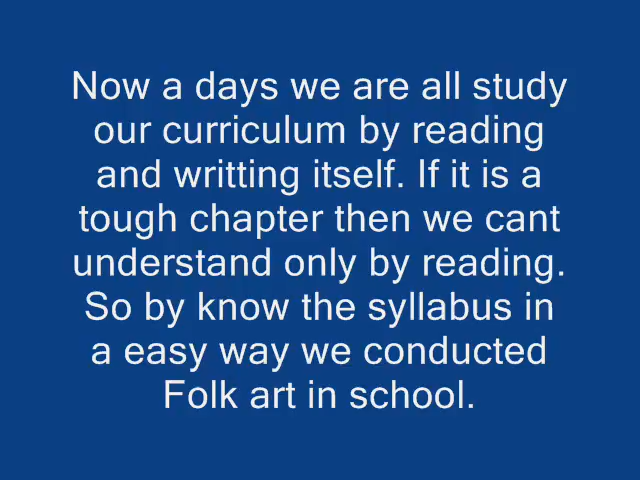 Now a days we are all study
our curriculum by reading
and writting itself. If it is a
tough chapter then we cant
understand only by reading.
So by know the syllabus in
a easy way we conducted
Folk art in school.